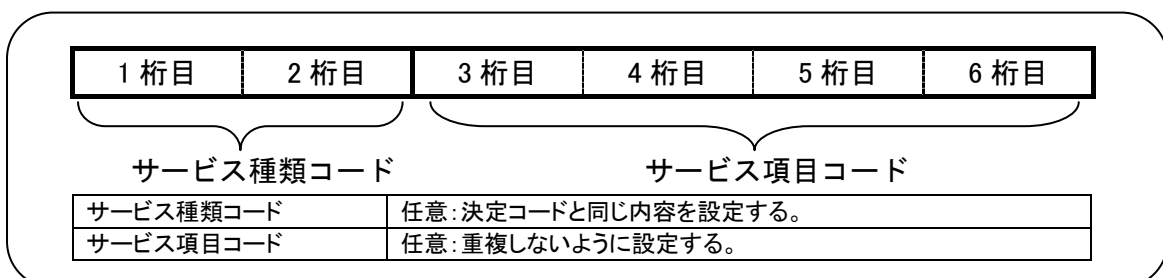 1 桁目 2 桁目 3 桁目 4 桁目 5 桁目 6 桁目
サービス種類コード サービス項目コード
サービス種類コード 任意：決定コードと同じ内容を設定する。
サービス項目コード 任意：重複しないように設定する。